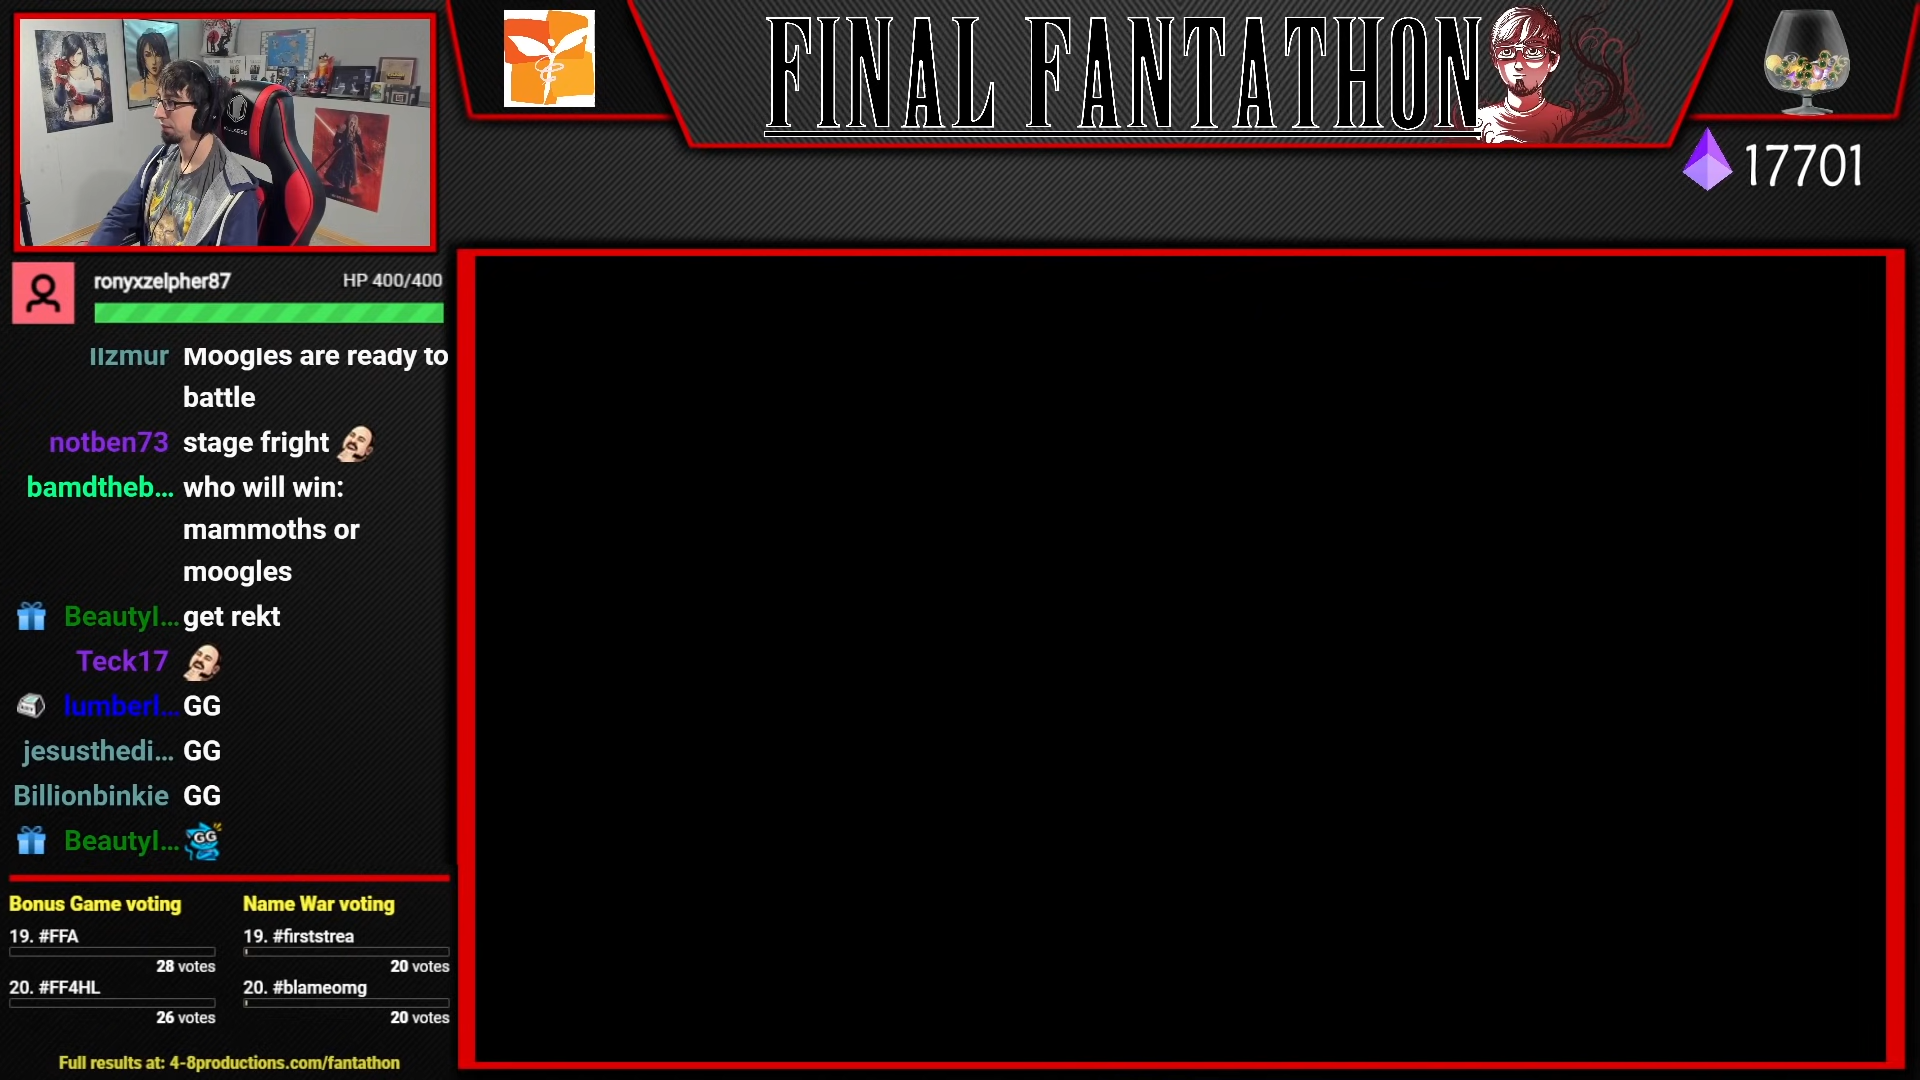 FINAL FANTATHON
17701
ronyxzelpher87 HP 400/400
Moogles are ready to
battle
notben73 stage fright
bamdtheb... who will win:
mammoths or
moogles
BeautyI... get rekt
Teck17
lumberl... GG
jesusthedi... GG
Billionbinkie GG
BeautyI... GG
Bonus Game voting
19. #FFA
28 votes
20. #FF4HL
26 votes
Name War voting
19. #firststrea
20 votes
20. #blameomg
20 votes
Full results at: 4-8productions.com/fantathon